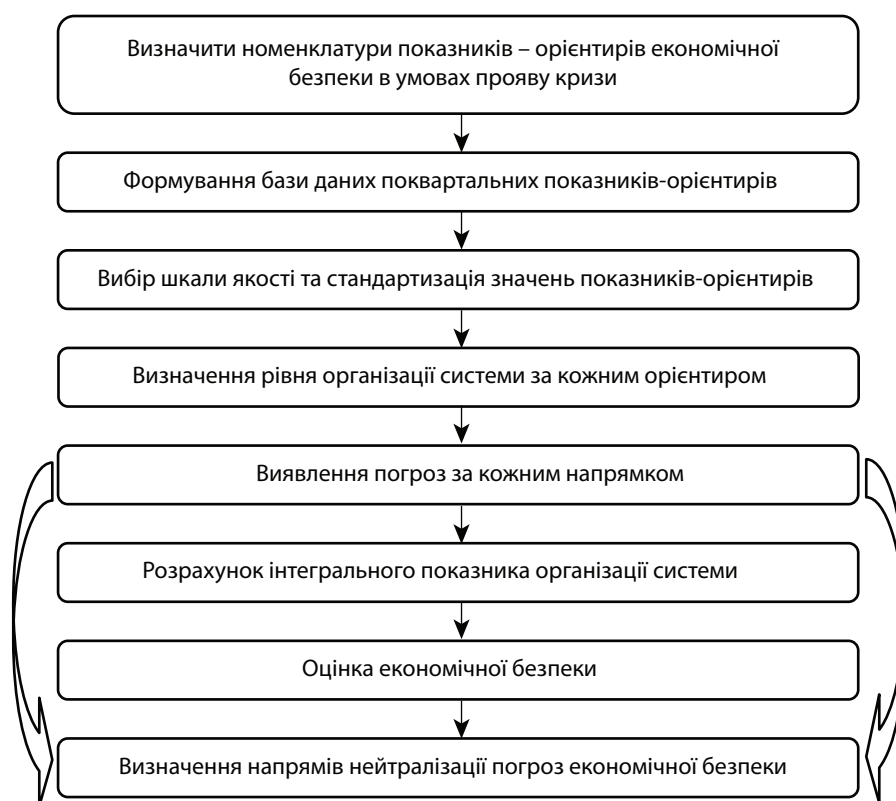 Визначити номенклатури показників – орієнтирів економічної
безпеки в умовах прояву кризи
Формування бази даних поквартальних показників-орієнтирів
Вибір шкали якості та стандартизація значень показників-орієнтирів
Визначення рівня організації системи за кожним орієнтиром
Виявлення погроз за кожним напрямком
Розрахунок інтегрального показника організації системи
Оцінка економічної безпеки
Визначення напрямів нейтралізації погроз економічної безпеки